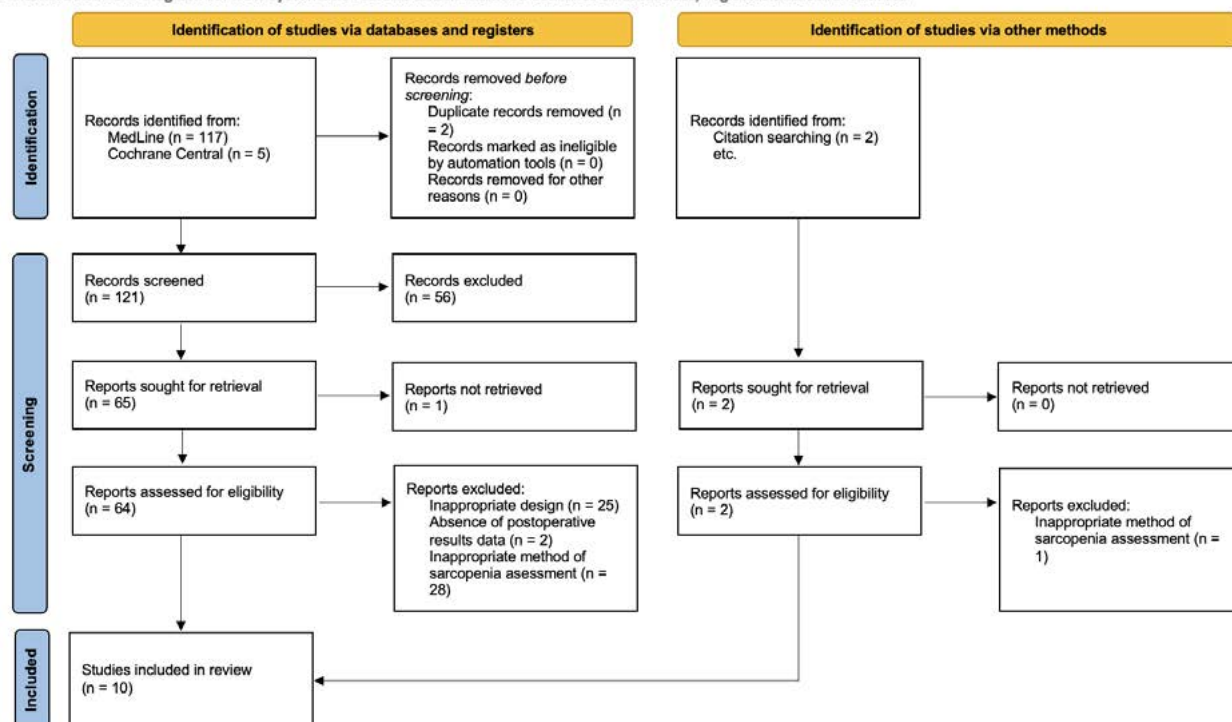 Identification of studies via databases and registers
Identification of studies via other methods
Identification
Records identified from:
MedLine (n = 117)
Cochrane Central (n = 5)
Records removed before
screening:
Duplicate records removed (n
= 2)
Records marked as ineligible
by automation tools (n = 0)
Records removed for other
reasons (n = 0)
Records identified from:
Citation searching (n = 2)
etc.
Screening
Records screened
(n = 121)
Records excluded
(n = 56)
Reports sought for retrieval
(n = 65)
Reports not retrieved
(n = 1)
Reports sought for retrieval
(n = 2)
Reports not retrieved
(n = 0)
Reports assessed for eligibility
(n = 64)
Reports excluded:
Inappropriate design (n = 25)
Absence of postoperative
results data (n = 2)
Inappropriate method of
sarcopenia asessment (n =
28)
Reports assessed for eligibility
(n = 2)
Reports excluded:
Inappropriate method of
sarcopenia assessment (n =
1)
Included
Studies included in review
(n = 10)